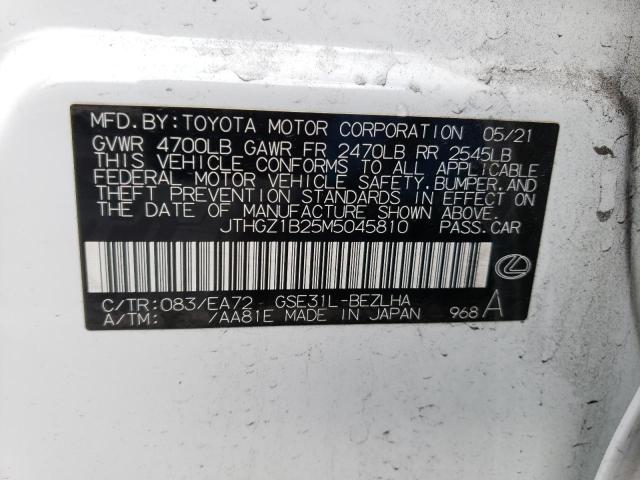 MFD.BY:TOYOTA MOTOR CORPORATION 05/21
GVWR 4700LB GAWR FR 2470LB RR 2545LB
THIS VEHICLE CONFORMS TO ALL APPLICABLE
FEDERAL MOTOR VEHICLE SAFETY,BUMPER,AND
THEFT PREVENTION STANDARDS IN EFFECT ON
THE DATE OF MANUFACTURE SHOWN ABOVE.
JTHGZ1B25M5045810 PASS.CAR
C/TR:083/EA72 GSE31L-BEZLHA
A/TM: /AA81E MADE IN JAPAN 968 A